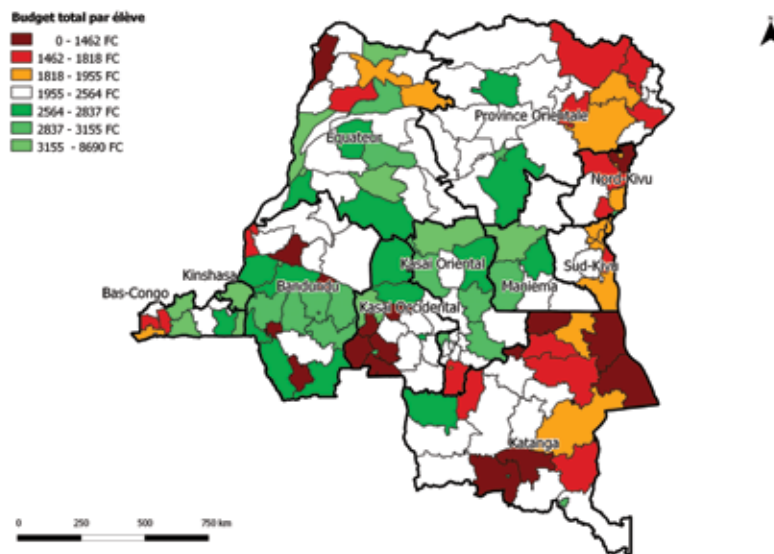 Budget total par élève
0 - 1462 FC
1462 - 1818 FC
1818 - 1955 FC
1955 - 2564 FC
2564 - 2837 FC
2837 - 3155 FC
3155 - 8690 FC
Province Orientale
Equateur
Nord-Kivu
Kasai Oriental
Sud-Kivu
Kinshasa
Bandundu
Maniema
Bas-Congo
Kasai Occidental
Katanga
0 250 500 750 km